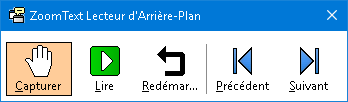 ZoomText Lecteur d'Arrière-Plan
Capturer Lire Redémar... Précédent Suivant